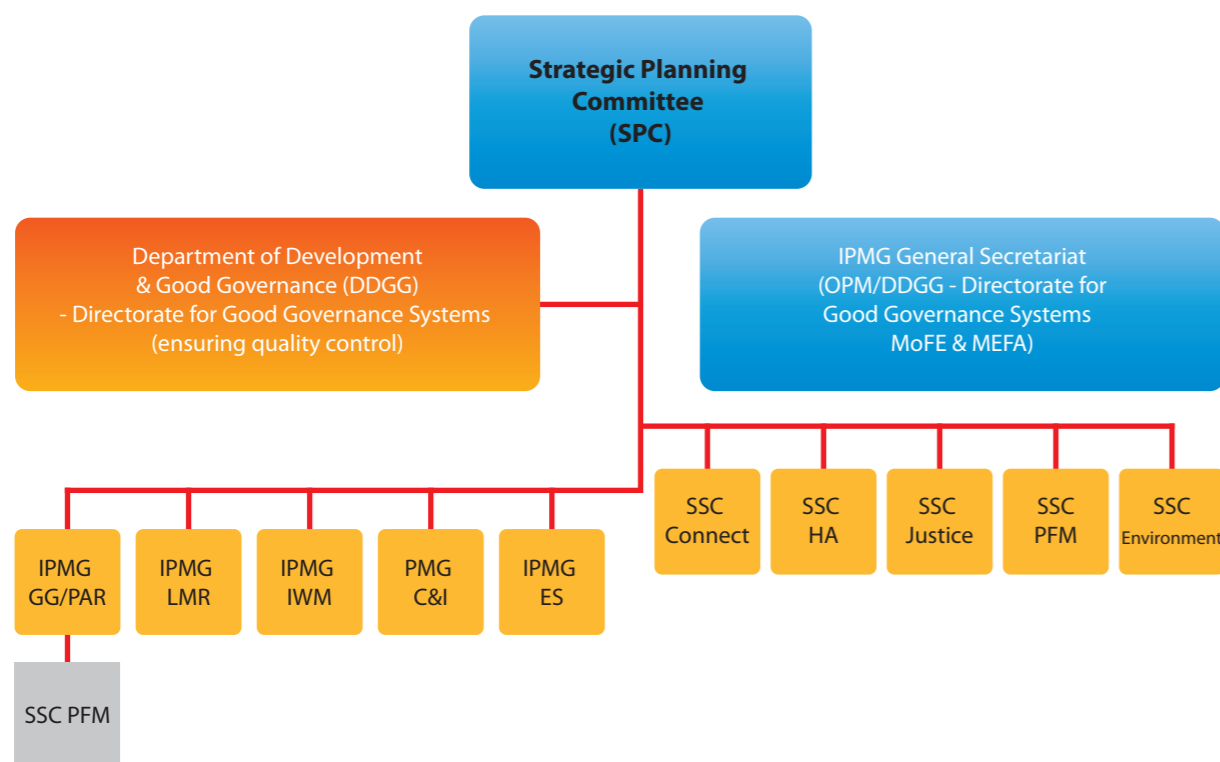 Strategic Planning
Committee
(SPC)
Department of Development
& Good Governance (DDGG)
- Directorate for Good Governance Systems
(ensuring quality control)
IPMG General Secretariat
(OPM/DDGG - Directorate for
Good Governance Systems
MoFE & MEFA)
SSC
Connect
SSC
HA
SSC
Justice
SSC
PFM
SSC
Environment
IPMG
GG/PAR
IPMG
LMR
IPMG
IWM
PMG
C&I
IPMG
ES
SSC PFM